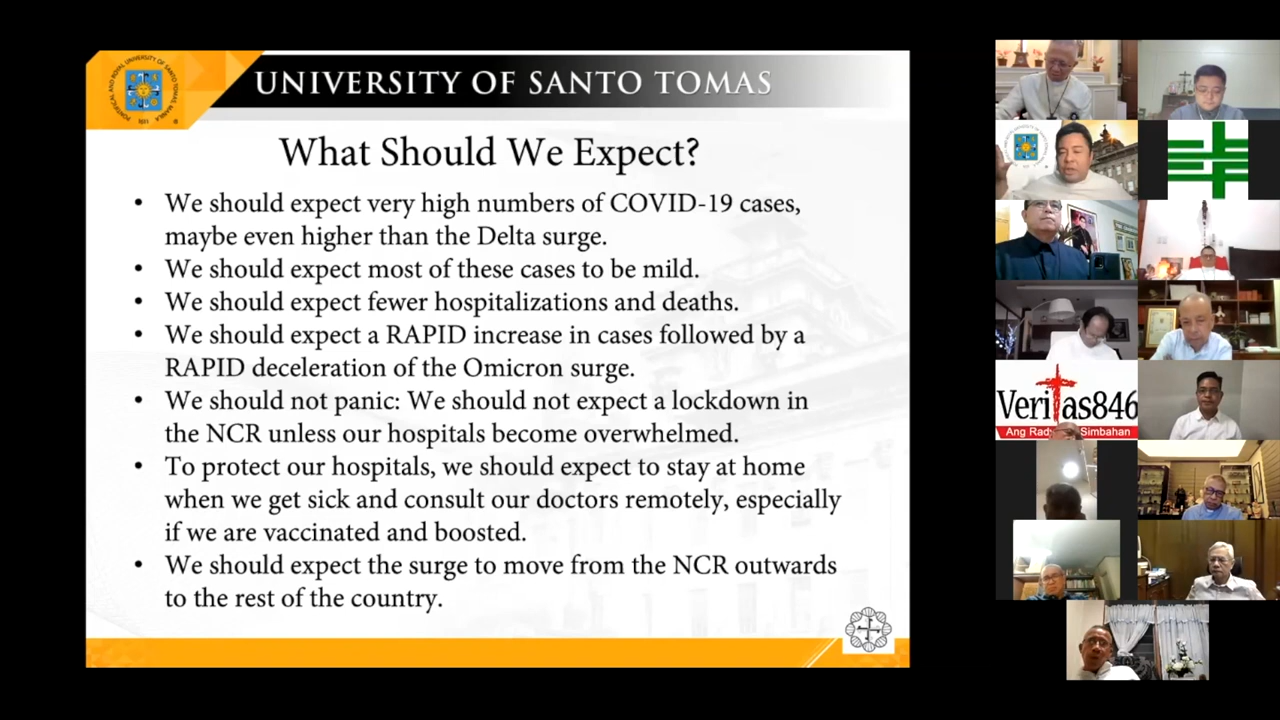 UNIVERSITY OF SANTO TOMAS
What Should We Expect?
• We should expect very high numbers of COVID-19 cases,
maybe even higher than the Delta surge.
• We should expect most of these cases to be mild.
• We should expect fewer hospitalizations and deaths.
• We should expect a RAPID increase in cases followed by a
RAPID deceleration of the Omicron surge.
• We should not panic: We should not expect a lockdown in
the NCR unless our hospitals become overwhelmed.
• To protect our hospitals, we should expect to stay at home
when we get sick and consult our doctors remotely, especially
if we are vaccinated and boosted.
• We should expect the surge to move from the NCR outwards
to the rest of the country.
Veritas846
Ang Rad Simbahan